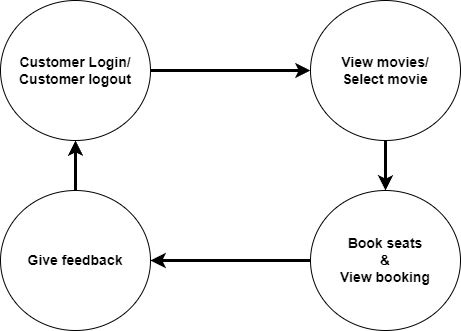 Customer Login/
Customer logout
View movies/
Select movie
Give feedback
Book seats
&
View booking